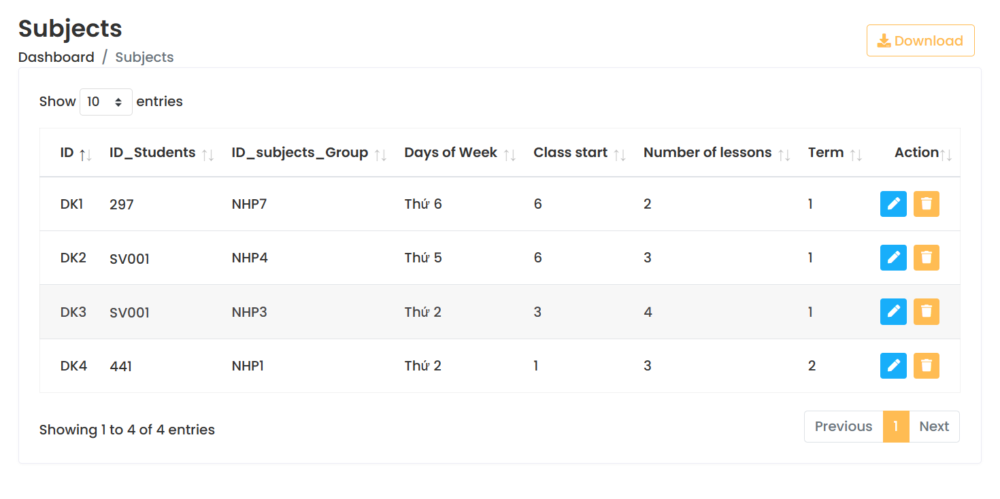 Subjects
Download
Dashboard / Subjects
Show 10 entries
ID ID_Students ID_subjects_Group Days of Week Class start Number of lessons Term Action
DK1 297 NHP7 Thứ 6 6 2 1
DK2 SV001 NHP4 Thứ 5 6 3 1
DK3 SV001 NHP3 Thứ 2 3 4 1
DK4 441 NHP1 Thứ 2 1 3 2
Showing 1 to 4 of 4 entries
Previous 1 Next